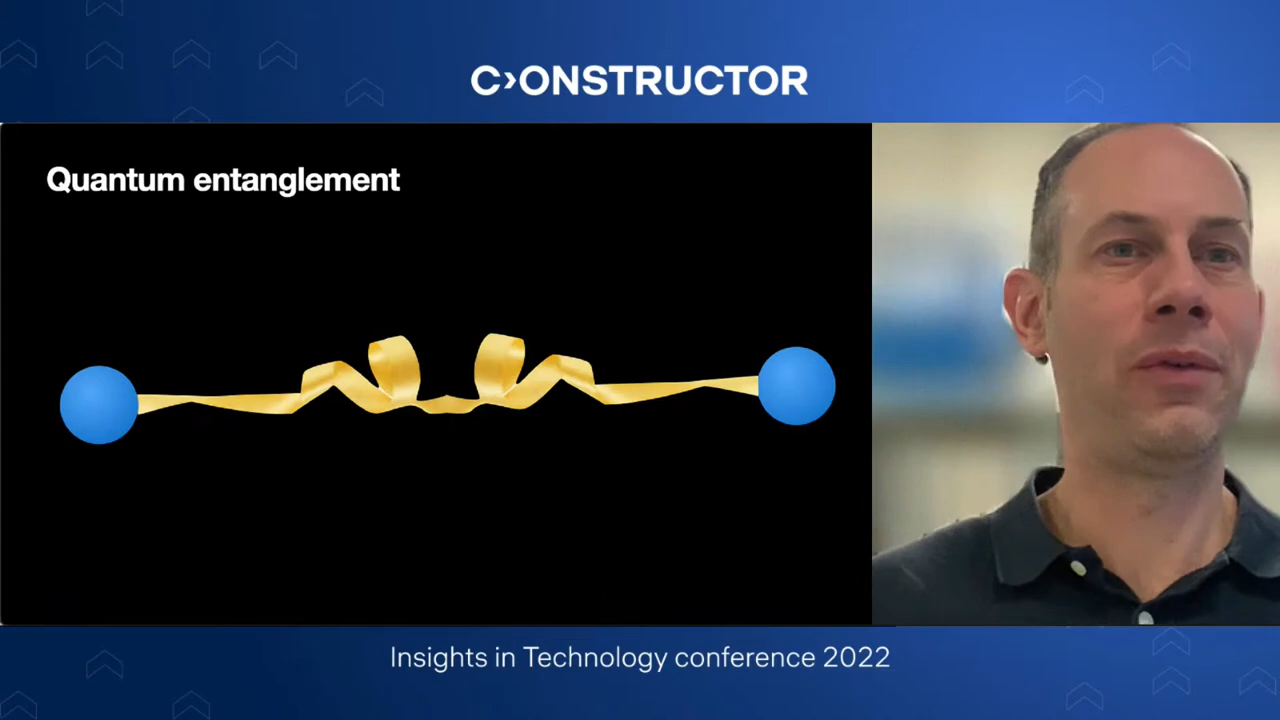 C›ONSTRUCTOR
Quantum entanglement
Insights in Technology conference 2022